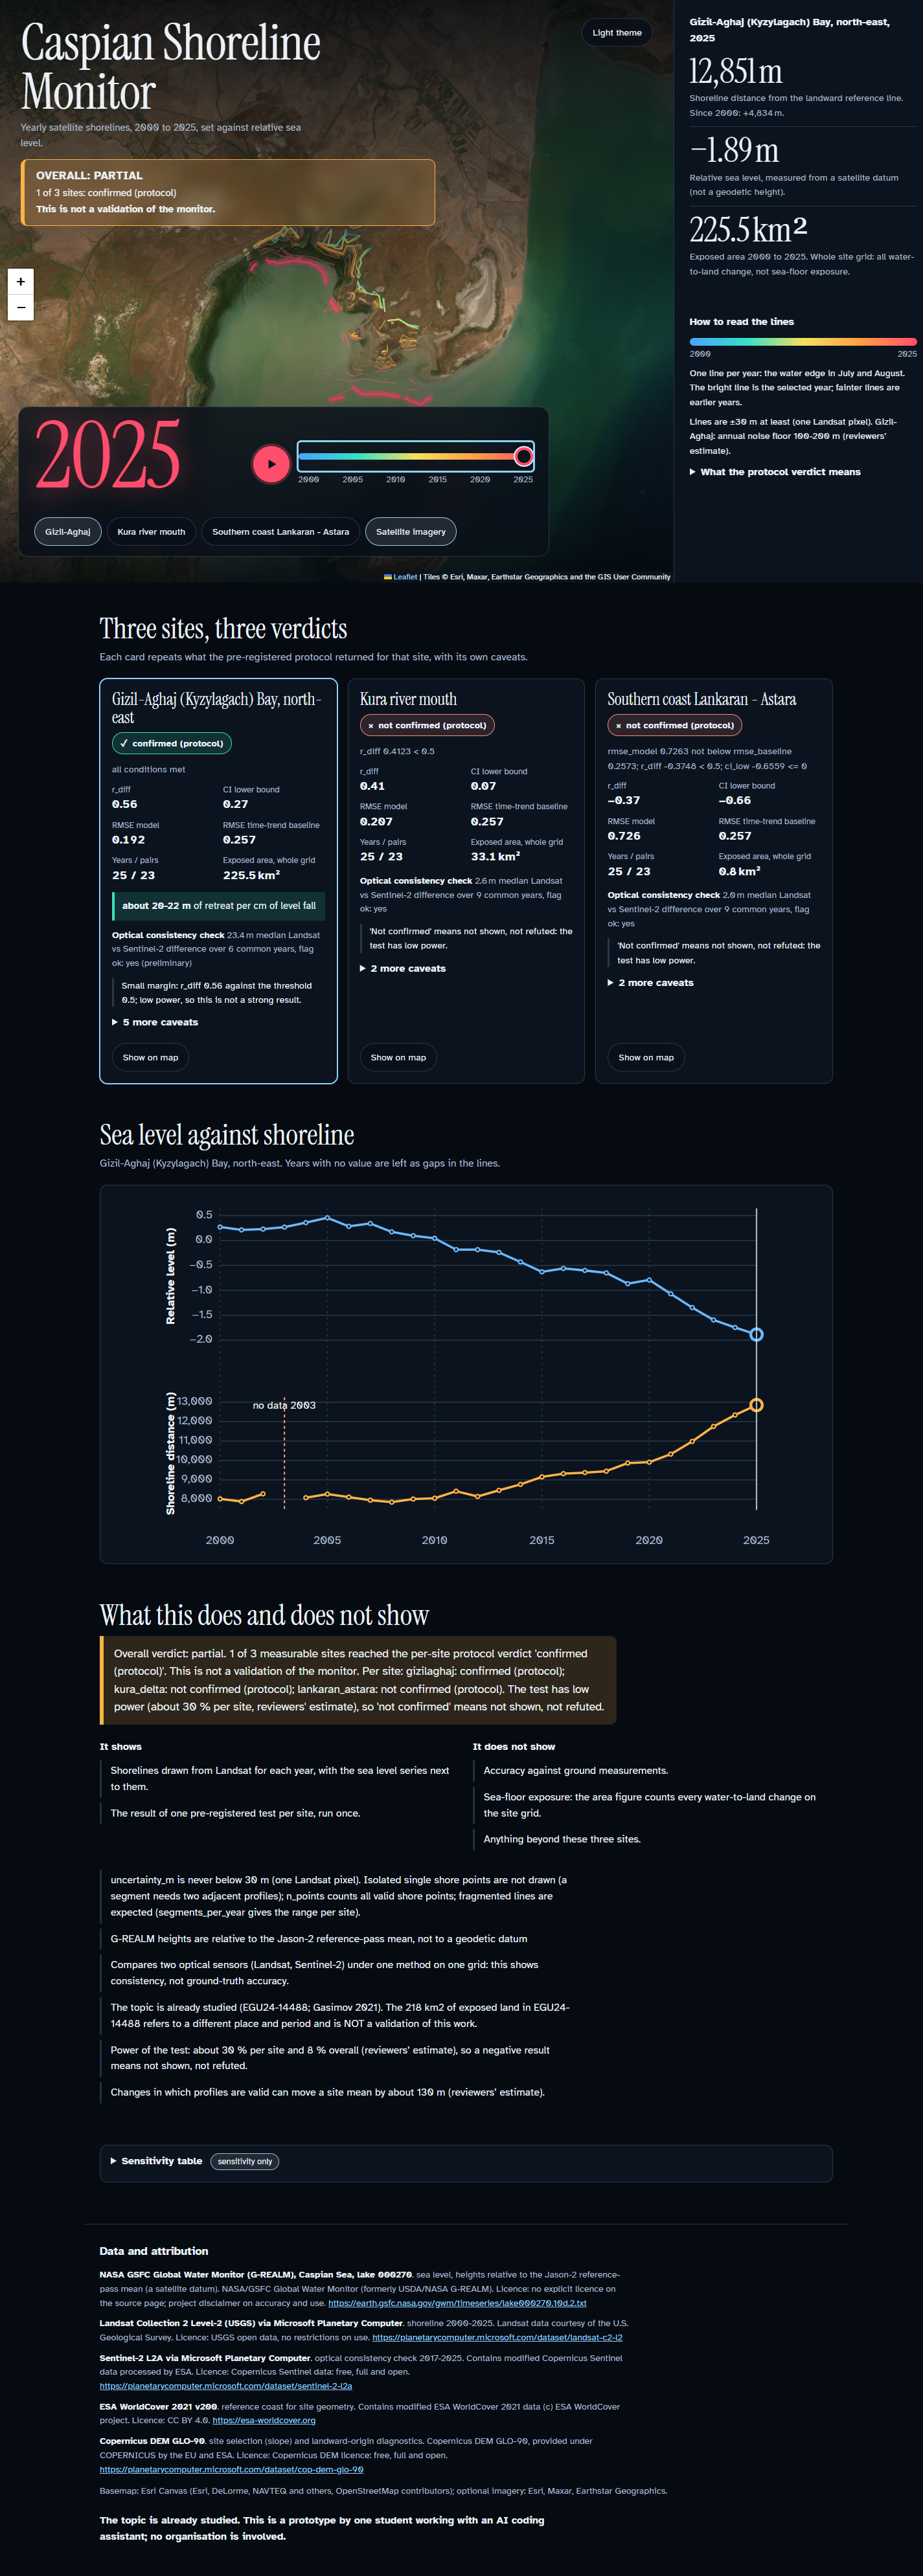 Caspian Shoreline
Monitor
Yearly satellite shorelines, 2000 to 2025, set against relative sea
level.
Light theme
OVERALL: PARTIAL
1 of 3 sites: confirmed (protocol)
This is not a validation of the monitor.
+
−
2025
2000 2005 2010 2015 2020 2025
Gizil-Aghaj
Kura river mouth
Southern coast Lankaran - Astara
Satellite imagery
Leaflet | Tiles © Esri, Maxar, Earthstar Geographics and the GIS User Community
Gizil-Aghaj (Kyzylagach) Bay, north-east,
2025
12,851 m
Shoreline distance from the landward reference line.
Since 2000: +4,834 m.
−1.89 m
Relative sea level, measured from a satellite datum
(not a geodetic height).
225.5 km²
Exposed area 2000 to 2025. Whole site grid: all water-
to-land change, not sea-floor exposure.
How to read the lines
2000 2025
One line per year: the water edge in July and August.
The bright line is the selected year; fainter lines are
earlier years.
Lines are ±30 m at least (one Landsat pixel). Gizil-
Aghaj: annual noise floor 100-200 m (reviewers'
estimate).
▶ What the protocol verdict means
Three sites, three verdicts
Each card repeats what the pre-registered protocol returned for that site, with its own caveats.
Gizil-Aghaj (Kyzylagach) Bay, north-
east
✓ confirmed (protocol)
all conditions met
r_diff CI lower bound
0.56 0.27
RMSE model RMSE time-trend baseline
0.192 0.257
Years / pairs Exposed area, whole grid
25 / 23 225.5 km²
about 20-22 m of retreat per cm of level fall
Optical consistency check 23.4 m median Landsat
vs Sentinel-2 difference over 6 common years, flag
ok: yes (preliminary)
Small margin: r_diff 0.56 against the threshold
0.5; low power, so this is not a strong result.
▶ 5 more caveats
Show on map
Kura river mouth
× not confirmed (protocol)
r_diff 0.4123 < 0.5
r_diff CI lower bound
0.41 0.07
RMSE model RMSE time-trend baseline
0.207 0.257
Years / pairs Exposed area, whole grid
25 / 23 33.1 km²
Optical consistency check 2.6 m median Landsat
vs Sentinel-2 difference over 9 common years, flag
ok: yes
'Not confirmed' means not shown, not refuted: the
test has low power.
▶ 2 more caveats
Show on map
Southern coast Lankaran - Astara
× not confirmed (protocol)
rmse_model 0.7263 not below rmse_baseline
0.2573; r_diff -0.3748 < 0.5; ci_low -0.6559 <= 0
r_diff CI lower bound
−0.37 −0.66
RMSE model RMSE time-trend baseline
0.726 0.257
Years / pairs Exposed area, whole grid
25 / 23 0.8 km²
Optical consistency check 2.0 m median Landsat
vs Sentinel-2 difference over 9 common years, flag
ok: yes
'Not confirmed' means not shown, not refuted: the
test has low power.
▶ 2 more caveats
Show on map
Sea level against shoreline
Gizil-Aghaj (Kyzylagach) Bay, north-east. Years with no value are left as gaps in the lines.
Relative level (m)
0.5
0.0
−0.5
−1.0
−1.5
−2.0
Shoreline distance (m)
13,000
12,000
11,000
10,000
9,000
8,000
no data 2003
2000 2005 2010 2015 2020 2025
What this does and does not show
Overall verdict: partial. 1 of 3 measurable sites reached the per-site protocol verdict 'confirmed
(protocol)'. This is not a validation of the monitor. Per site: gizilaghaj: confirmed (protocol);
kura_delta: not confirmed (protocol); lankaran_astara: not confirmed (protocol). The test has low
power (about 30 % per site, reviewers' estimate), so 'not confirmed' means not shown, not refuted.
It shows
Shorelines drawn from Landsat for each year, with the sea level series next
to them.
The result of one pre-registered test per site, run once.
It does not show
Accuracy against ground measurements.
Sea-floor exposure: the area figure counts every water-to-land change on
the site grid.
Anything beyond these three sites.
uncertainty_m is never below 30 m (one Landsat pixel). Isolated single shore points are not drawn (a
segment needs two adjacent profiles); n_points counts all valid shore points; fragmented lines are
expected (segments_per_year gives the range per site).
G-REALM heights are relative to the Jason-2 reference-pass mean, not to a geodetic datum
Compares two optical sensors (Landsat, Sentinel-2) under one method on one grid: this shows
consistency, not ground-truth accuracy.
The topic is already studied (EGU24-14488; Gasimov 2021). The 218 km2 of exposed land in EGU24-
14488 refers to a different place and period and is NOT a validation of this work.
Power of the test: about 30 % per site and 8 % overall (reviewers' estimate), so a negative result
means not shown, not refuted.
Changes in which profiles are valid can move a site mean by about 130 m (reviewers' estimate).
▶ Sensitivity table sensitivity only
Data and attribution
NASA GSFC Global Water Monitor (G-REALM), Caspian Sea, lake 000270. sea level, heights relative to the Jason-2 reference-
pass mean (a satellite datum). NASA/GSFC Global Water Monitor (formerly USDA/NASA G-REALM). Licence: no explicit licence on
the source page; project disclaimer on accuracy and use. https://earth.gsfc.nasa.gov/gwm/timeseries/lake000270.10d.2.txt
Landsat Collection 2 Level-2 (USGS) via Microsoft Planetary Computer. shoreline 2000-2025. Landsat data courtesy of the U.S.
Geological Survey. Licence: USGS open data, no restrictions on use. https://planetarycomputer.microsoft.com/dataset/landsat-c2-l2
Sentinel-2 L2A via Microsoft Planetary Computer. optical consistency check 2017-2025. Contains modified Copernicus Sentinel
data processed by ESA. Licence: Copernicus Sentinel data: free, full and open.
https://planetarycomputer.microsoft.com/dataset/sentinel-2-l2a
ESA WorldCover 2021 v200. reference coast for site geometry. Contains modified ESA WorldCover 2021 data (c) ESA WorldCover
project. Licence: CC BY 4.0. https://esa-worldcover.org
Copernicus DEM GLO-90. site selection (slope) and landward-origin diagnostics. Copernicus DEM GLO-90, provided under
COPERNICUS by the EU and ESA. Licence: Copernicus DEM licence: free, full and open.
https://planetarycomputer.microsoft.com/dataset/cop-dem-glo-90
Basemap: Esri Canvas (Esri, DeLorme, NAVTEQ and others, OpenStreetMap contributors); optional imagery: Esri, Maxar, Earthstar Geographics.
The topic is already studied. This is a prototype by one student working with an AI coding
assistant; no organisation is involved.